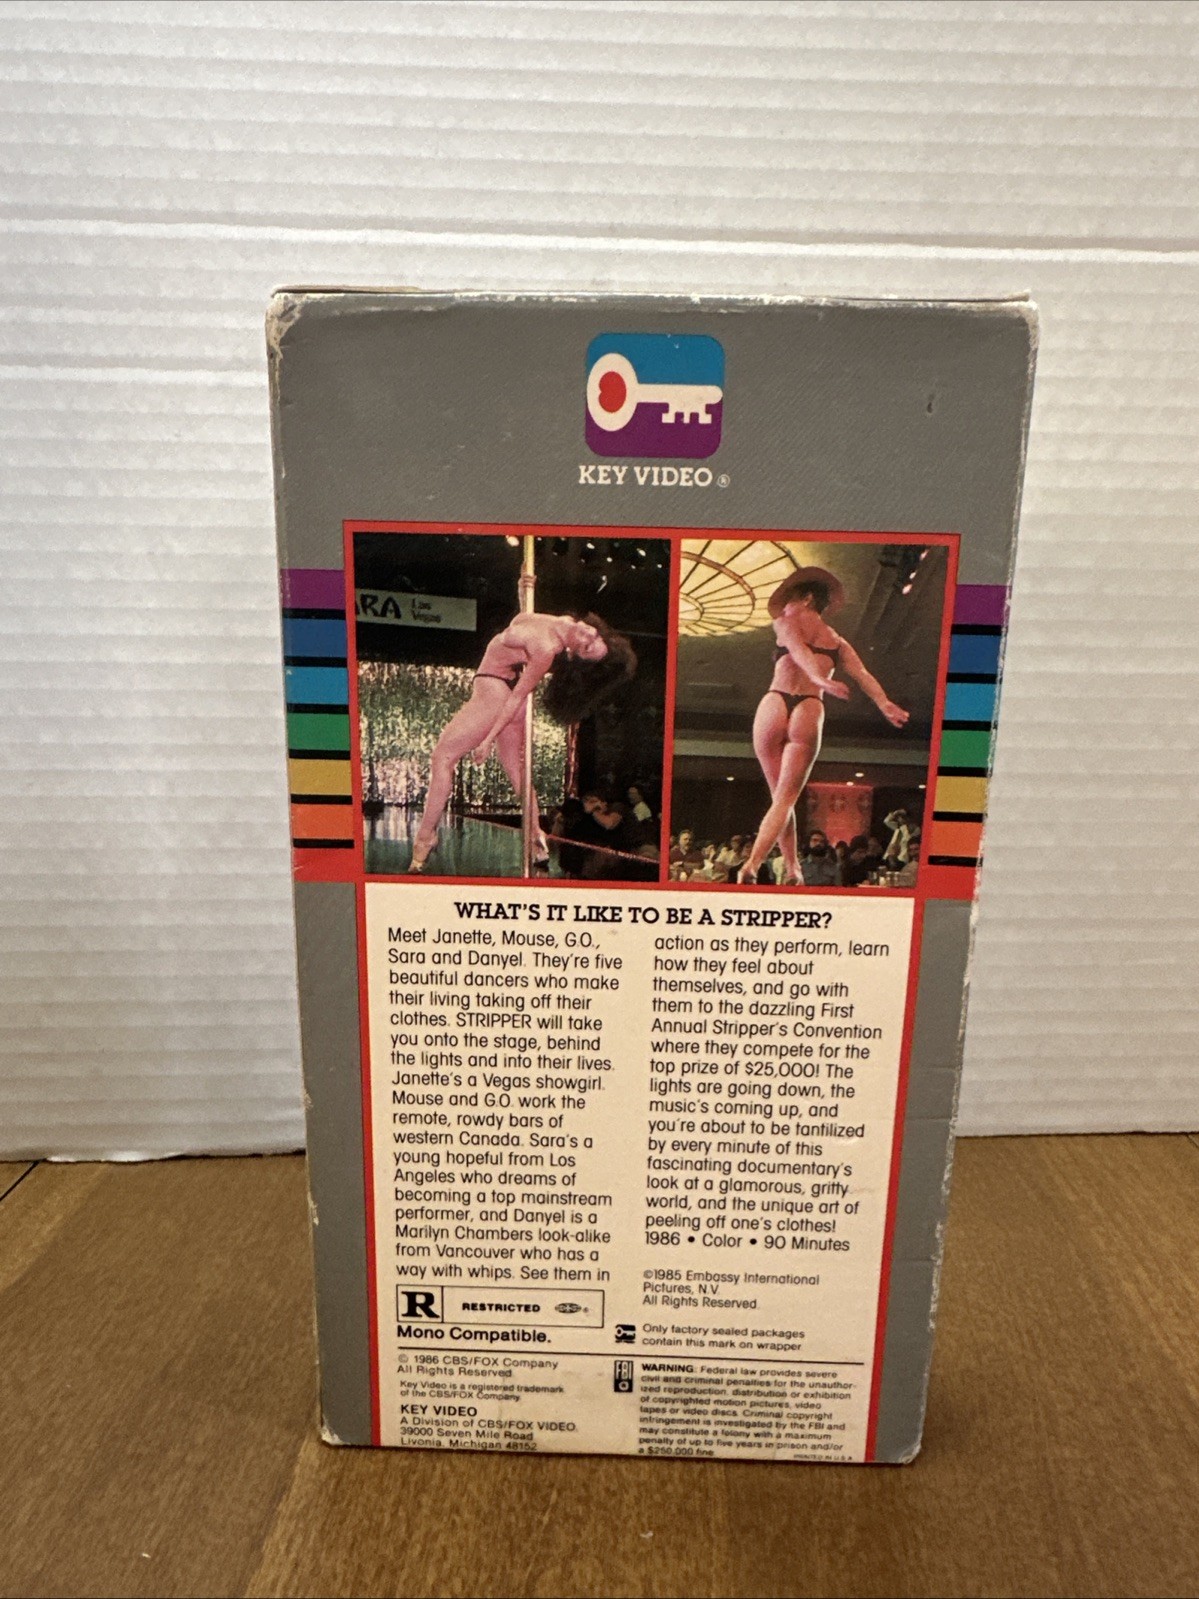 KEY VIDEO ®
RA Las
Vegas
WHAT'S IT LIKE TO BE A STRIPPER?
Meet Janette, Mouse, G.O.,
Sara and Danyel. They're five
beautiful dancers who make
their living taking off their
clothes. STRIPPER will take
you onto the stage, behind
the lights and into their lives.
Janette's a Vegas showgirl.
Mouse and G.O. work the
remote, rowdy bars of
western Canada. Sara's a
young hopeful from Los
Angeles who dreams of
becoming a top mainstream
performer, and Danyel is a
Marilyn Chambers look-alike
from Vancouver who has a
way with whips. See them in
action as they perform, learn
how they feel about
themselves, and go with
them to the dazzling First
Annual Stripper's Convention
where they compete for the
top prize of $25,000! The
lights are going down, the
music's coming up, and
you're about to be tantilized
by every minute of this
fascinating documentary's
look at a glamorous, gritty
world, and the unique art of
peeling off one's clothes!
1986 • Color • 90 Minutes
©1985 Embassy International
Pictures, N.V.
All Rights Reserved.
R RESTRICTED ®
Mono Compatible.
Only factory sealed packages
contain this mark on wrapper
© 1986 CBS/FOX Company
All Rights Reserved.
Key Video is a registered trademark
of the CBS/FOX Company.
KEY VIDEO
A Division of CBS/FOX VIDEO
39000 Seven Mile Road
Livonia, Michigan 48152
FBI
WARNING: Federal law provides severe
civil and criminal penalties for the unauthor-
ized reproduction, distribution or exhibition
of copyrighted motion pictures, video
tapes or video discs. Criminal copyright
infringement is investigated by the FBI and
may constitute a felony with a maximum
penalty of up to five years in prison and/or
a $250,000 fine.
PRINTED IN U.S.A.